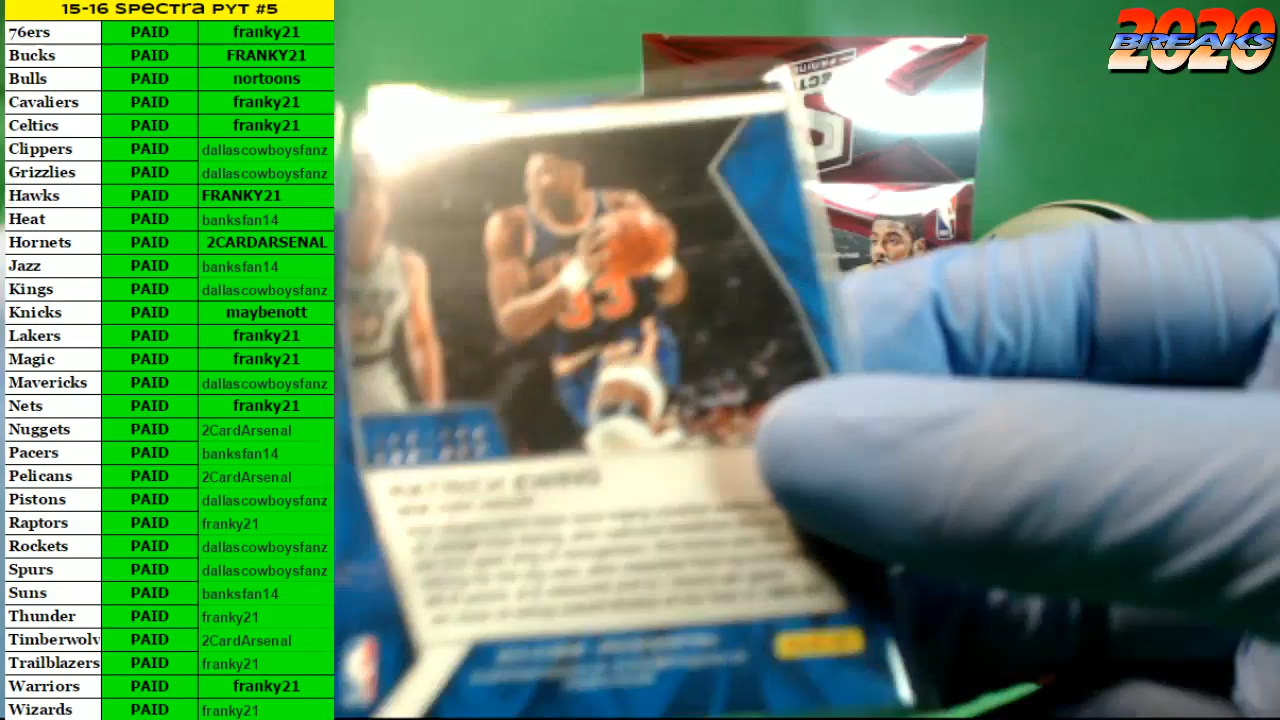 15-16 Spectra PYT #5
76ers PAID franky21
Bucks PAID FRANKY21
Bulls PAID nortoons
Cavaliers PAID franky21
Celtics PAID franky21
Clippers PAID dallascowboysfanz
Grizzlies PAID dallascowboysfanz
Hawks PAID FRANKY21
Heat PAID banksfan14
Hornets PAID 2CARDARSENAL
Jazz PAID banksfan14
Kings PAID dallascowboysfanz
Knicks PAID maybenott
Lakers PAID franky21
Magic PAID franky21
Mavericks PAID dallascowboysfanz
Nets PAID franky21
Nuggets PAID 2CardArsenal
Pacers PAID banksfan14
Pelicans PAID 2CardArsenal
Pistons PAID dallascowboysfanz
Raptors PAID franky21
Rockets PAID dallascowboysfanz
Spurs PAID dallascowboysfanz
Suns PAID banksfan14
Thunder PAID franky21
Timberwolv PAID 2CardArsenal
Trailblazers PAID franky21
Warriors PAID franky21
Wizards PAID franky21
2020
BREAKS
33
PATRICK EWING